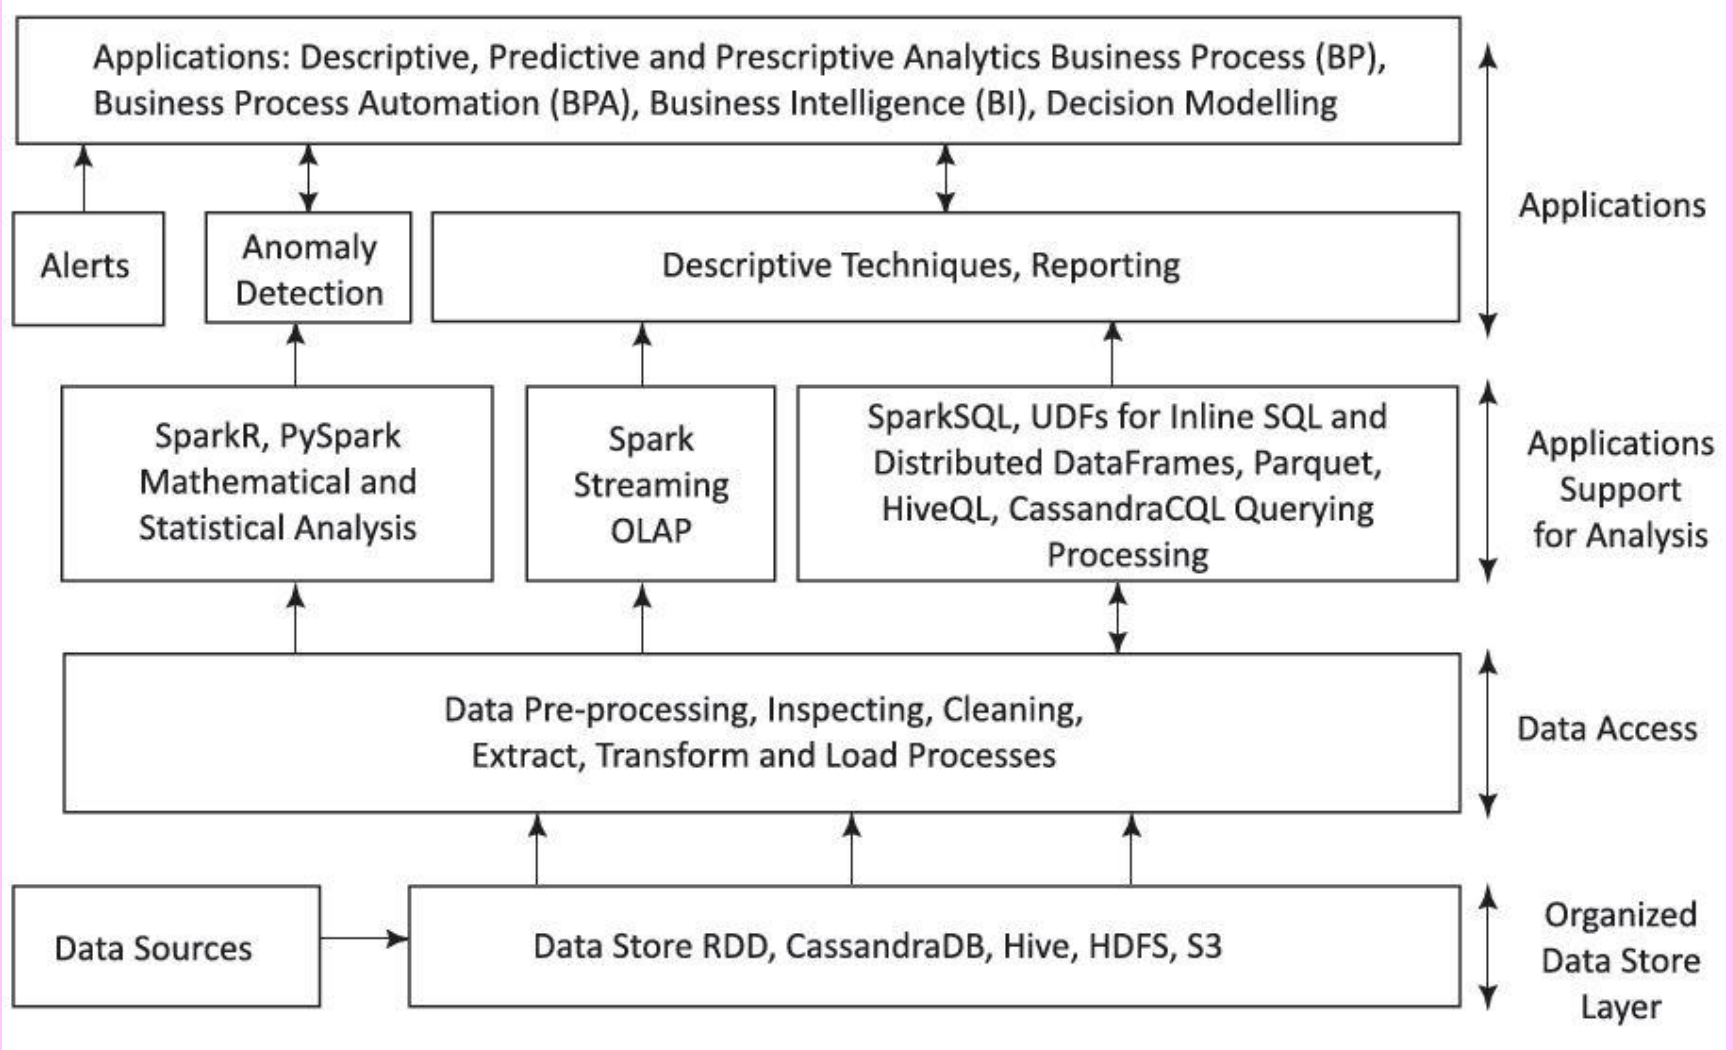 Applications: Descriptive, Predictive and Prescriptive Analytics Business Process (BP),
Business Process Automation (BPA), Business Intelligence (BI), Decision Modelling
Applications
Alerts
Anomaly
Detection
Descriptive Techniques, Reporting
SparkR, PySpark
Mathematical and
Statistical Analysis
Spark
Streaming
OLAP
SparkSQL, UDFs for Inline SQL and
Distributed DataFrames, Parquet,
HiveQL, CassandraCQL Querying
Processing
Applications
Support
for Analysis
Data Pre-processing, Inspecting, Cleaning,
Extract, Transform and Load Processes
Data Access
Data Sources
Data Store RDD, CassandraDB, Hive, HDFS, S3
Organized
Data Store
Layer